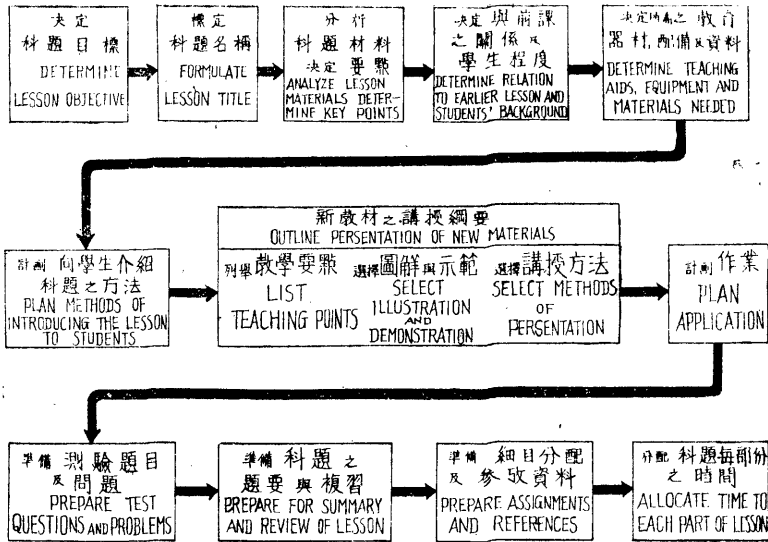 决定
科題目標
DETERMINE
LESSON OBJECTIVE
標定
科題名稱
FORMULATE
LESSON TITLE
分析
科題材料
决定要點
ANALYZE LESSON
MATERIALS DETER-
MINE KEY POINTS
决定與前課
之關係及
學生程度
DETERMINE RELATION
TO EARLIER LESSON AND
STUDENTS' BACKGROUND
决定所需之教育
器材,配備及資料
DETERMINE TEACHING
AIDS, EQUIPMENT AND
MATERIALS NEEDED
計劃向學生介紹
科題之方法
PLAN METHODS OF
INTRODUCING THE LESSON
TO STUDENTS
新教材之講授綱要
OUTLINE PERSENTATION OF NEW MATERIALS
列舉教學要點
LIST
TEACHING POINTS
選擇圖解與示範
SELECT
ILLUSTRATION
AND
DEMONSTRATION
選擇講授方法
SELECT METHODS
OF
PERSENTATION
計劃作業
PLAN
APPLICATION
準備測驗題目
及問題
PREPARE TEST
QUESTIONS AND PROBLEMS
準備科題之
題要與複習
PREPARE FOR SUMMARY
AND REVIEW OF LESSON
準備細目分配
及參攷資料
PREPARE ASSIGNMENTS
AND REFERENCES
分配科題每部份
之時間
ALLOCATE TIME TO
EACH PART OF LESSON